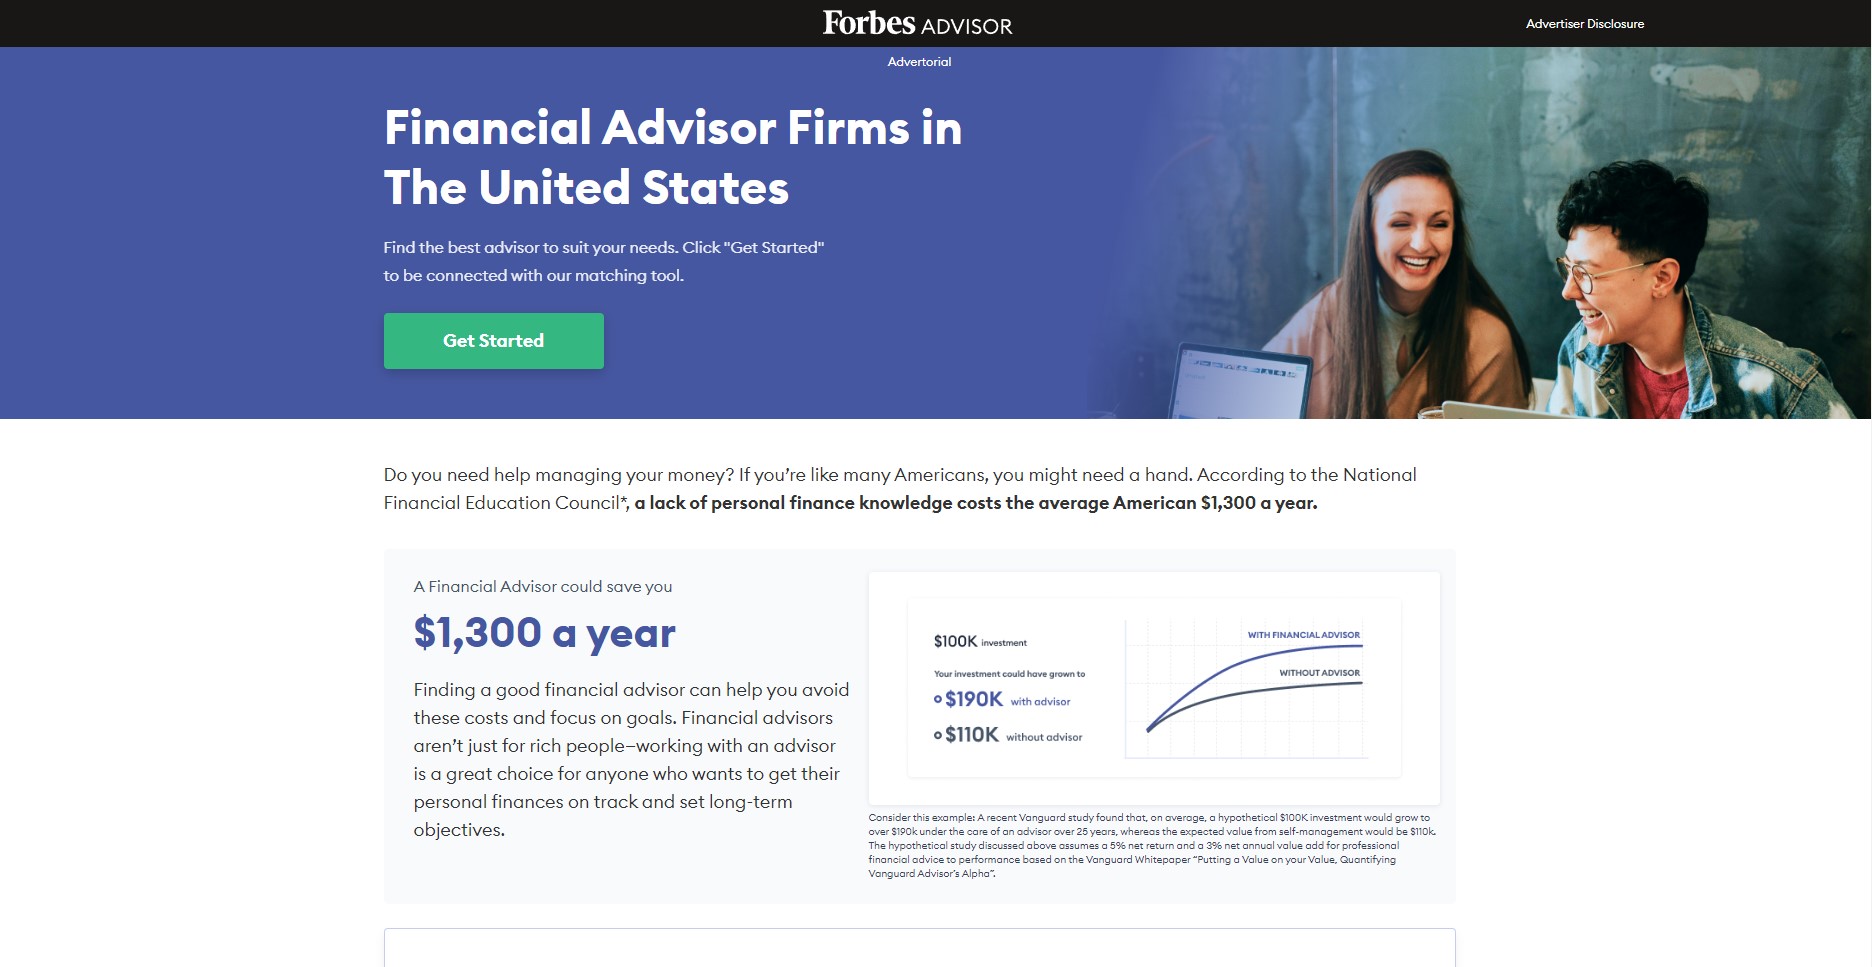 Forbes ADVISOR
Advertiser Disclosure
Advertorial
Financial Advisor Firms in
The United States
Find the best advisor to suit your needs. Click "Get Started"
to be connected with our matching tool.
Get Started
Do you need help managing your money? If you’re like many Americans, you might need a hand. According to the National
Financial Education Council*, a lack of personal finance knowledge costs the average American $1,300 a year.
A Financial Advisor could save you
$1,300 a year
Finding a good financial advisor can help you avoid
these costs and focus on goals. Financial advisors
aren’t just for rich people—working with an advisor
is a great choice for anyone who wants to get their
personal finances on track and set long-term
objectives.
$100K investment
Your investment could have grown to
$190K with advisor
$110K without advisor
WITH FINANCIAL ADVISOR
WITHOUT ADVISOR
Consider this example: A recent Vanguard study found that, on average, a hypothetical $100K investment would grow to
over $190k under the care of an advisor over 25 years, whereas the expected value from self-management would be $110k.
The hypothetical study discussed above assumes a 5% net return and a 3% net annual value add for professional
financial advice to performance based on the Vanguard Whitepaper “Putting a Value on your Value, Quantifying
Vanguard Advisor’s Alpha”.